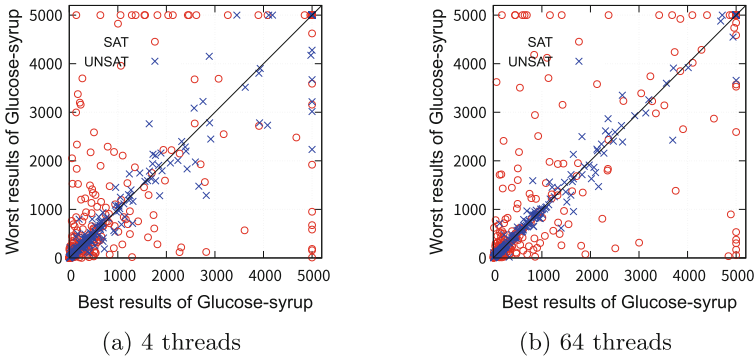 5000
4000
3000
2000
1000
0
0 1000 2000 3000 4000 5000
Worst results of Glucose-syrup
Best results of Glucose-syrup
SAT
UNSAT
(a) 4 threads
5000
4000
3000
2000
1000
0
0 1000 2000 3000 4000 5000
Worst results of Glucose-syrup
Best results of Glucose-syrup
SAT
UNSAT
(b) 64 threads